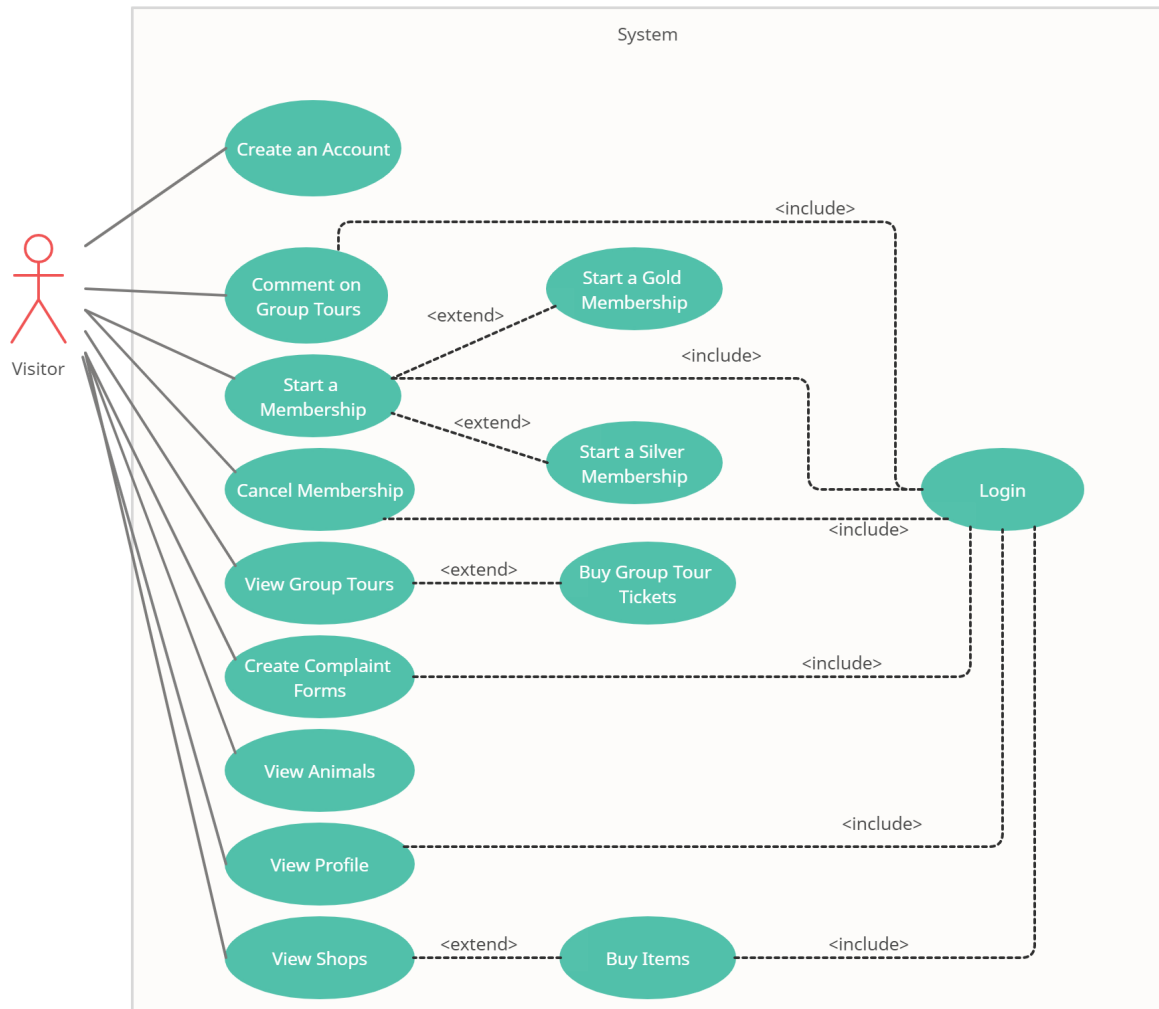 System
Create an Account
<include>
Comment on
Group Tours
Start a Gold
Membership
<extend>
<include>
Visitor
Start a
Membership
<extend>
Start a Silver
Membership
Cancel Membership
Login
<include>
View Group Tours
<extend>
Buy Group Tour
Tickets
Create Complaint
Forms
<include>
View Animals
<include>
View Profile
View Shops
<extend>
Buy Items
<include>